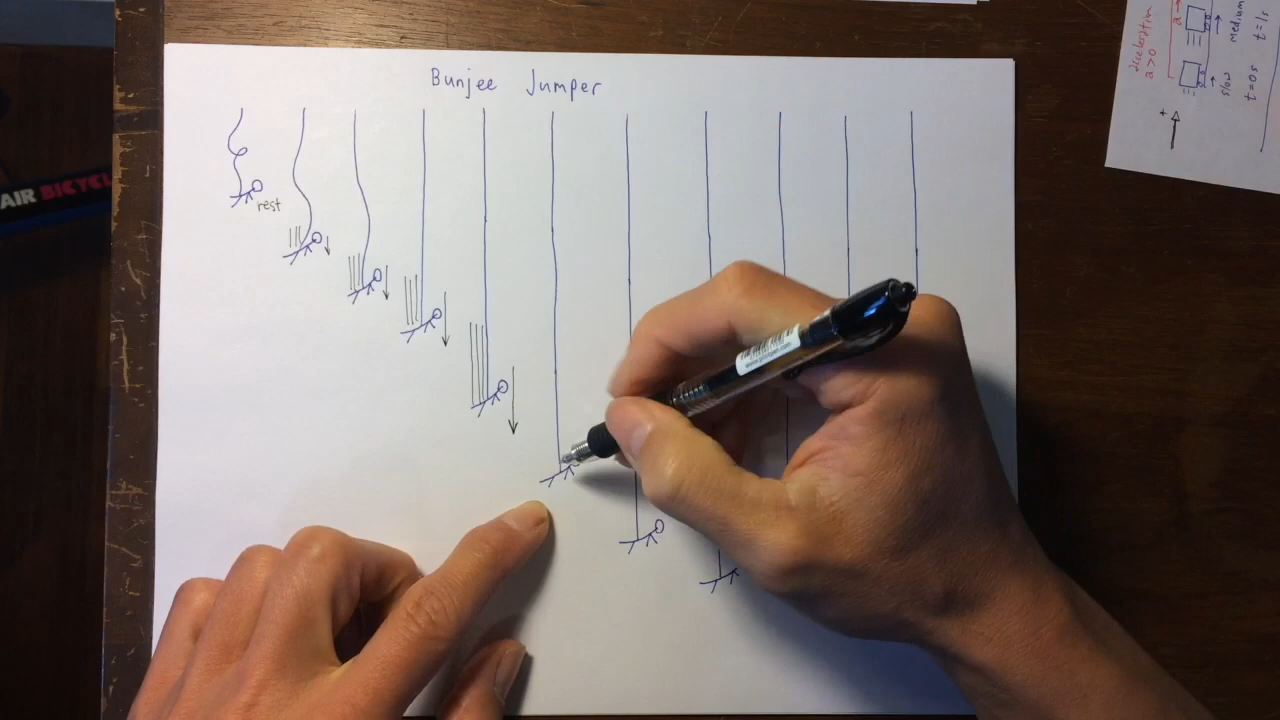 Bunjee Jumper
rest
AIR BICYCL
acceleration
a > 0
a →
slow
medium
t = 0s
t = 1s
+